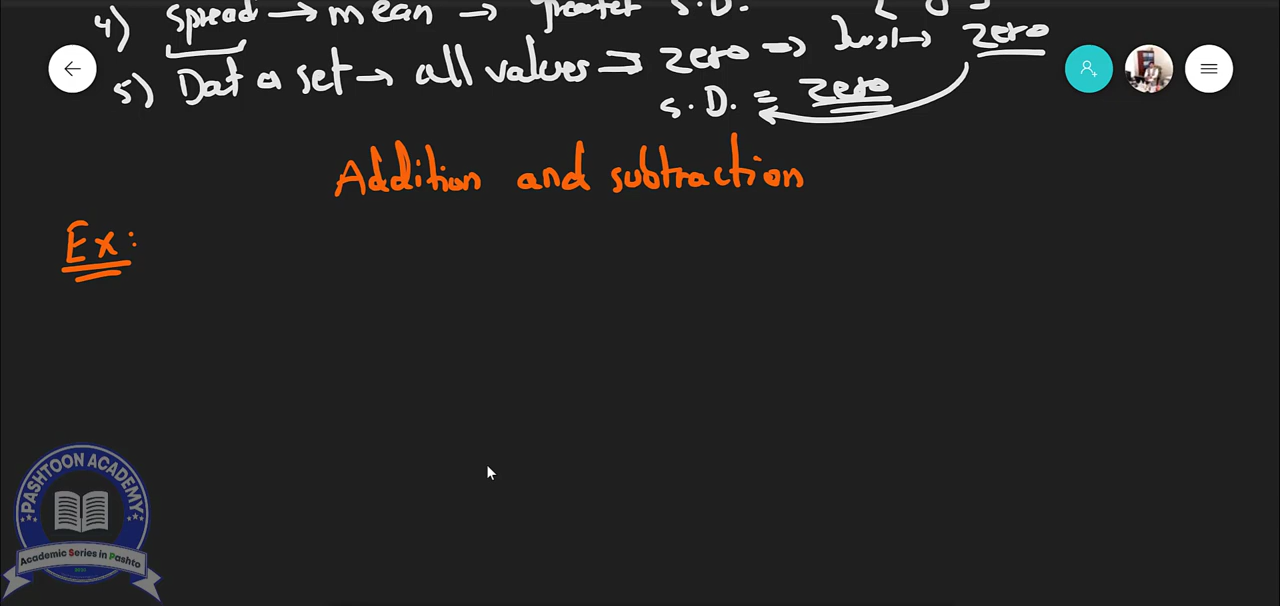 4) spread → mean → greater S.D.
5) Data set → all values → zero → → zero
S.D. = zero
Addition and subtraction
Ex:
PASHTOON ACADEMY
Academic Series in Pashto